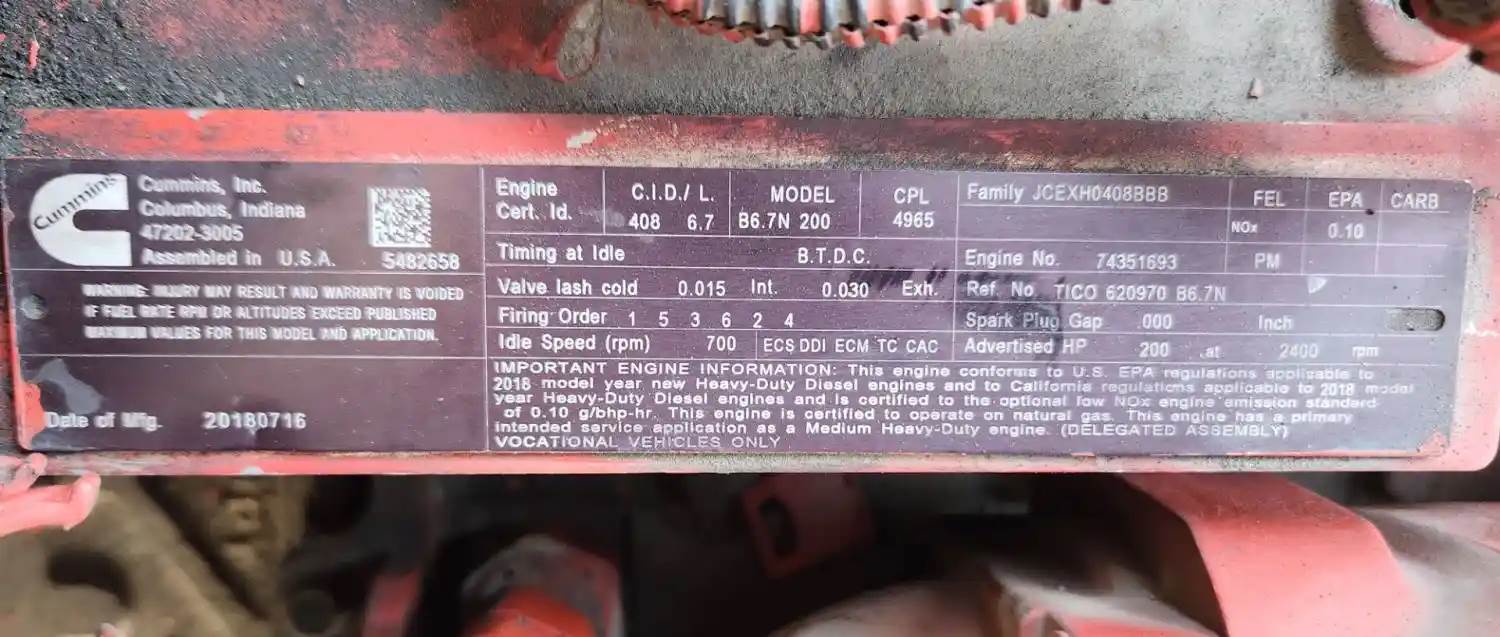 Cummins
Cummins, Inc.
Columbus, Indiana
47202-3005
Assembled in U.S.A. 5482658
WARNING: INJURY MAY RESULT AND WARRANTY IS VOIDED
IF FUEL RATE RPM OR ALTITUDES EXCEED PUBLISHED
MAXIMUM VALUES FOR THIS MODEL AND APPLICATION.
Date of Mfg. 20180716
Engine Cert. Id.
C.I.D./ L. 408 6.7
MODEL B6.7N 200
CPL 4965
Timing at Idle B.T.D.C.
Valve lash cold 0.015 Int. 0.030 Exh.
Firing Order 1 5 3 6 2 4
Idle Speed (rpm) 700 ECS DDI ECM TC CAC
Family JCEXH0408BBB
FEL EPA CARB
NOx 0.10
Engine No. 74351693 PM
Ref. No. TICO 620970 B6.7N
Spark Plug Gap .000 Inch
Advertised HP 200 at 2400 rpm
IMPORTANT ENGINE INFORMATION: This engine conforms to U.S. EPA regulations applicable to
2018 model year new Heavy-Duty Diesel engines and to California regulations applicable to 2018 model
year Heavy-Duty Diesel engines and is certified to the optional low NOx engine emission standard
of 0.10 g/bhp-hr. This engine is certified to operate on natural gas. This engine has a primary
intended service application as a Medium Heavy-Duty engine. (DELEGATED ASSEMBLY)
VOCATIONAL VEHICLES ONLY